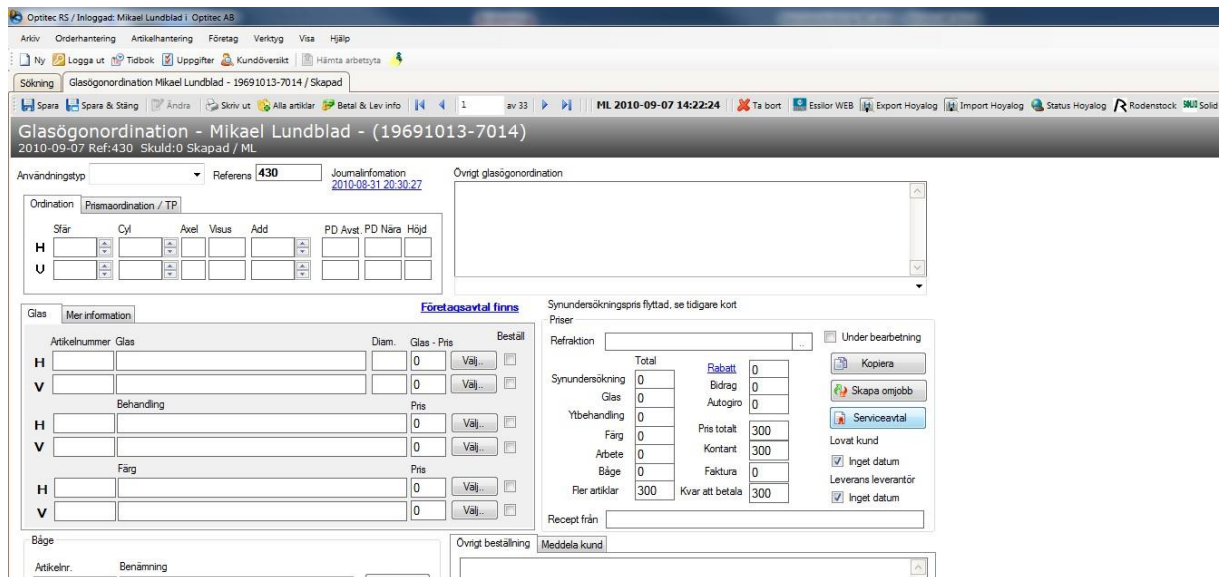 Optitec RS / Inloggad: Mikael Lundblad i Optitec AB
Arkiv Orderhantering Artikelhantering Företag Verktyg Visa Hjälp
Ny Logga ut Tidbok Uppgifter Kundöversikt Hämta arbetsyta
Sökning Glasögonordination Mikael Lundblad - 19691013-7014 / Skapad
Spara Spara & Stäng Ändra Skriv ut Alla artiklar Betal & Lev info 1 av 33 ML 2010-09-07 14:22:24 Ta bort Essilor WEB Export Hoyalog Import Hoyalog Status Hoyalog Rodenstock Solid
Glasögonordination - Mikael Lundblad - (19691013-7014)
2010-09-07 Ref:430 Skuld:0 Skapad / ML
Användningstyp Referens 430 Journalinfomation Övrigt glasögonordination
2010-08-31 20:30:27
Ordination Prismaordination / TP
Sfär Cyl Axel Visus Add PD Avst. PD Nära Höjd
H
U
Företagsavtal finns Synundersökningspris flyttad, se tidigare kort
Glas Mer information Priser
Refraktion .. Under bearbetning
Artikelnummer Glas Diam. Glas - Pris Beställ
H 0 Välj.. Total Rabatt 0 Kopiera
V 0 Välj.. Synundersökning 0 Bidrag 0 Skapa omjobb
Behandling Pris Glas 0 Autogiro 0
H 0 Välj.. Ytbehandling 0 Pris totalt 300 Serviceavtal
V 0 Välj.. Färg 0 Kontant 300 Lovat kund
Arbete 0 Inget datum
Färg Pris Båge 0 Faktura 0 Leverans leverantör
H 0 Välj.. Fler artiklar 300 Kvar att betala 300 Inget datum
V 0 Välj.. Recept från
Båge Övrigt beställning Meddela kund
Artikelnr. Benämning